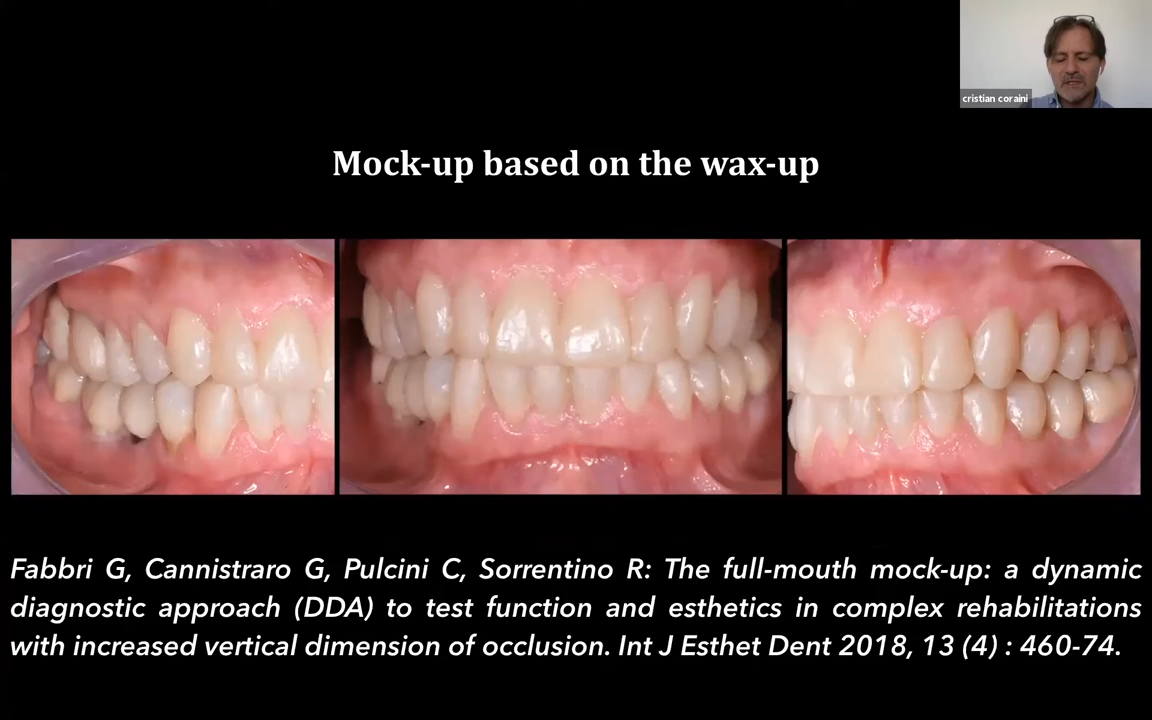 cristian coraini
Mock-up based on the wax-up
Fabbri G, Cannistraro G, Pulcini C, Sorrentino R: The full-mouth mock-up: a dynamic
diagnostic approach (DDA) to test function and esthetics in complex rehabilitations
with increased vertical dimension of occlusion. Int J Esthet Dent 2018, 13 (4) : 460-74.